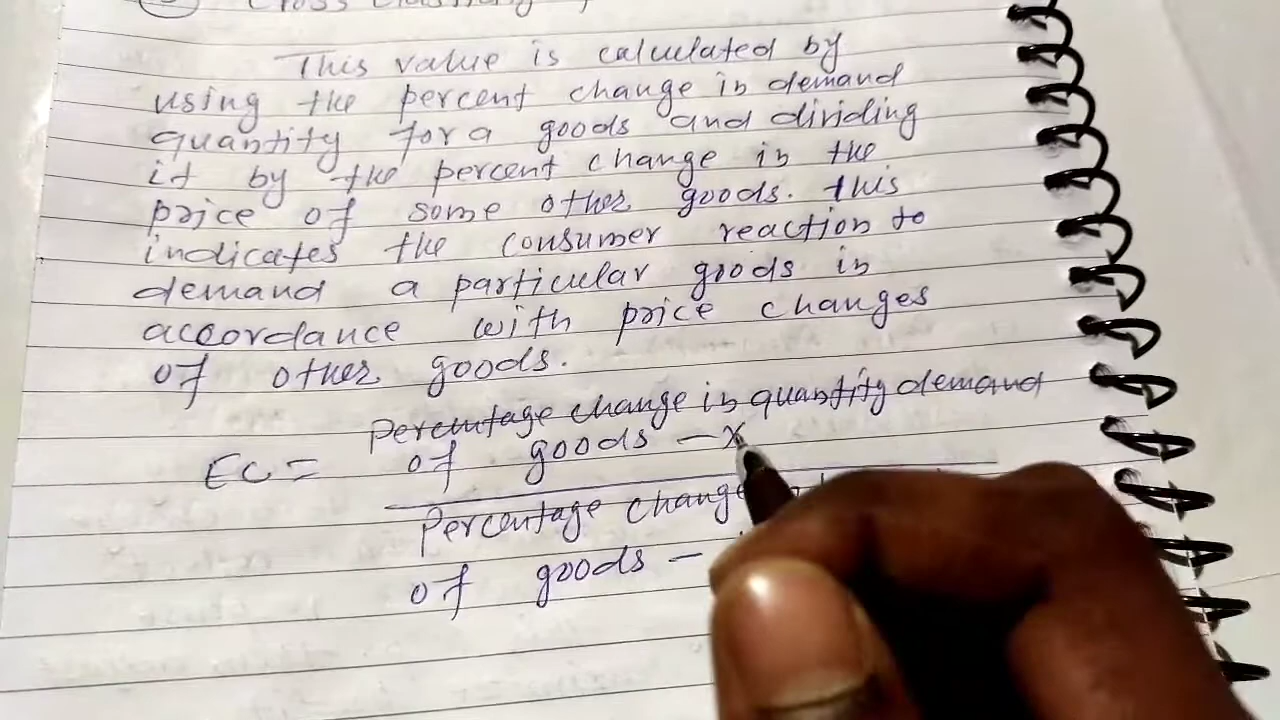 Cross
This value is calculated by
using the percent change in demand
quantity for a goods and dividing
it by the percent change in the
price of some other goods. this
indicates the consumer reaction to
demand a particular goods in
accordance with price changes
of other goods.
Percentage change in quantity demand
EC = of goods - x
Percentage change
of goods -